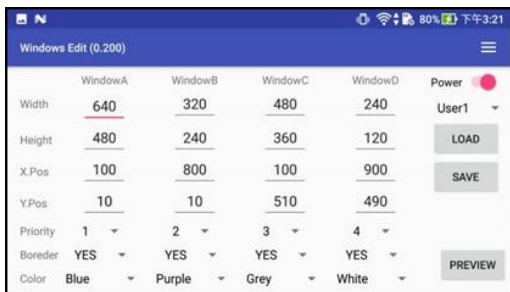 80% 下午3:21
Windows Edit (0.200)
WindowA WindowB WindowC WindowD Power
Width 640 320 480 240 User1
Height 480 240 360 120 LOAD
X.Pos 100 800 100 900 SAVE
Y.Pos 10 10 510 490
Priority 1 2 3 4
Boreder YES YES YES YES PREVIEW
Color Blue Purple Grey White